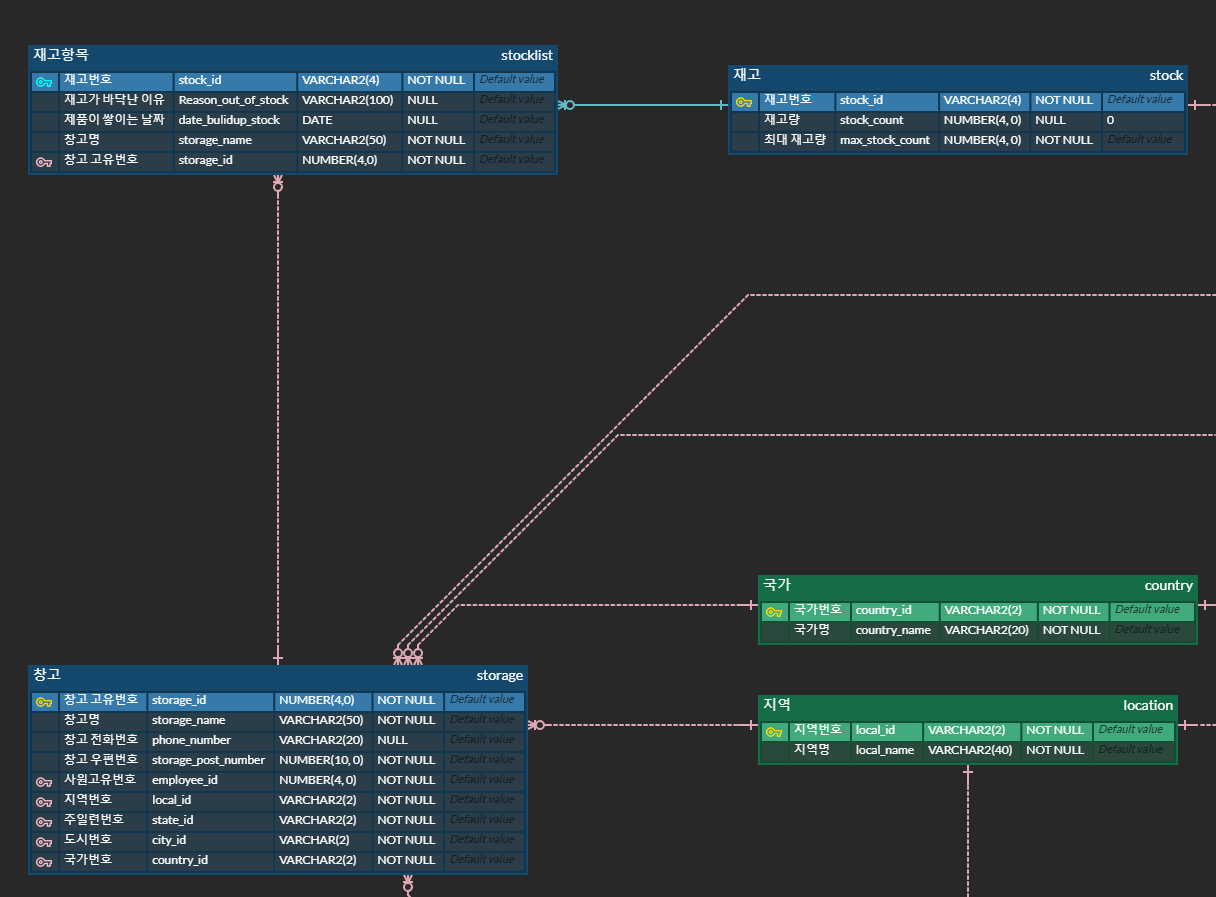 재고항목 stocklist
재고번호 stock_id VARCHAR2(4) NOT NULL Default value
재고가 바닥난 이유 Reason_out_of_stock VARCHAR2(100) NULL Default value
제품이 쌓이는 날짜 date_bulidup_stock DATE NULL Default value
창고명 storage_name VARCHAR2(50) NOT NULL Default value
창고 고유번호 storage_id NUMBER(4,0) NOT NULL Default value
재고 stock
재고번호 stock_id VARCHAR2(4) NOT NULL Default value
재고량 stock_count NUMBER(4, 0) NULL 0
최대 재고량 max_stock_count NUMBER(4, 0) NOT NULL Default value
국가 country
국가번호 country_id VARCHAR2(2) NOT NULL Default value
국가명 country_name VARCHAR2(20) NOT NULL Default value
창고 storage
창고 고유번호 storage_id NUMBER(4,0) NOT NULL Default value
창고명 storage_name VARCHAR2(50) NOT NULL Default value
창고 전화번호 phone_number VARCHAR2(20) NULL Default value
창고 우편번호 storage_post_number NUMBER(10, 0) NOT NULL Default value
사원고유번호 employee_id NUMBER(4, 0) NOT NULL Default value
지역번호 local_id VARCHAR2(2) NOT NULL Default value
주일련번호 state_id VARCHAR2(2) NOT NULL Default value
도시번호 city_id VARCHAR(2) NOT NULL Default value
국가번호 country_id VARCHAR2(2) NOT NULL Default value
지역 location
지역번호 local_id VARCHAR2(2) NOT NULL Default value
지역명 local_name VARCHAR2(40) NOT NULL Default value